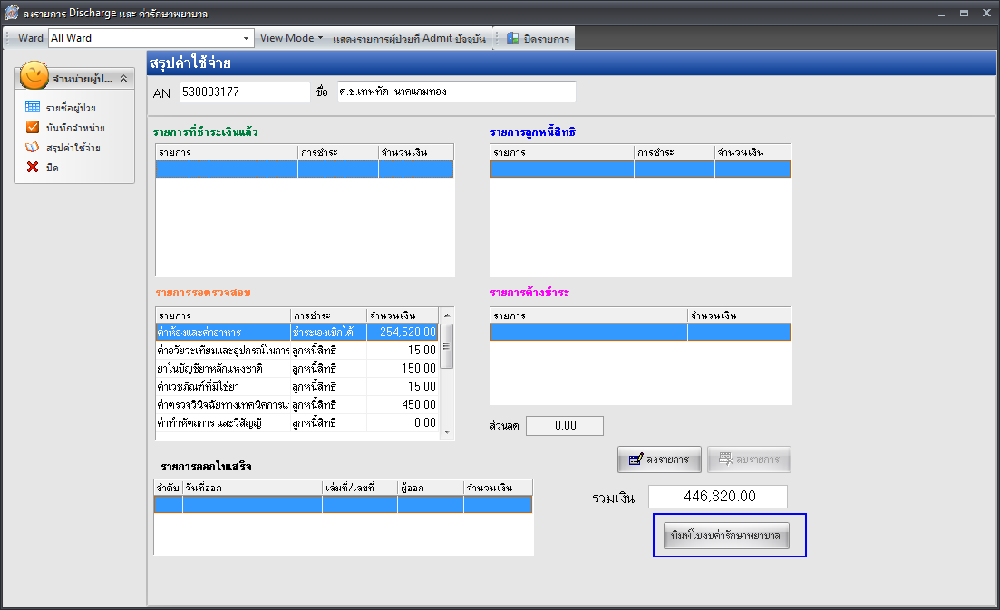 ลงรายการ Discharge และ ค่ารักษาพยาบาล
Ward All Ward View Mode แสดงรายการผู้ป่วยที่ Admit ปัจจุบัน ปิดรายการ
จำหน่ายผู้ป...
รายชื่อผู้ป่วย
บันทึกจำหน่าย
สรุปค่าใช้จ่าย
ปิด
สรุปค่าใช้จ่าย
AN 530003177 ชื่อ ด.ช.เทพทัต นาคแกมทอง
รายการที่ชำระเงินแล้ว
รายการ การชำระ จำนวนเงิน
รายการลูกหนี้สิทธิ
รายการ การชำระ จำนวนเงิน
รายการรอตรวจสอบ
รายการ การชำระ จำนวนเงิน
ค่าห้องและค่าอาหาร ชำระเองเบิกได้ 254,520.00
ค่าอวัยวะเทียมและอุปกรณ์ในการ ลูกหนี้สิทธิ 15.00
ยาในบัญชียาหลักแห่งชาติ ลูกหนี้สิทธิ 150.00
ค่าเวชภัณฑ์ที่มิใช่ยา ลูกหนี้สิทธิ 15.00
ค่าตรวจวินิจฉัยทางเทคนิคการแ ลูกหนี้สิทธิ 450.00
ค่าทำหัตถการ และวิสัญญี ลูกหนี้สิทธิ 0.00
รายการค้างชำระ
รายการ จำนวนเงิน
ส่วนลด 0.00
ลงรายการ ลบรายการ
รายการออกใบเสร็จ
ลำดับ วันที่ออก เล่มที่/เลขที่ ผู้ออก จำนวนเงิน
รวมเงิน 446,320.00
พิมพ์ใบงบค่ารักษาพยาบาล